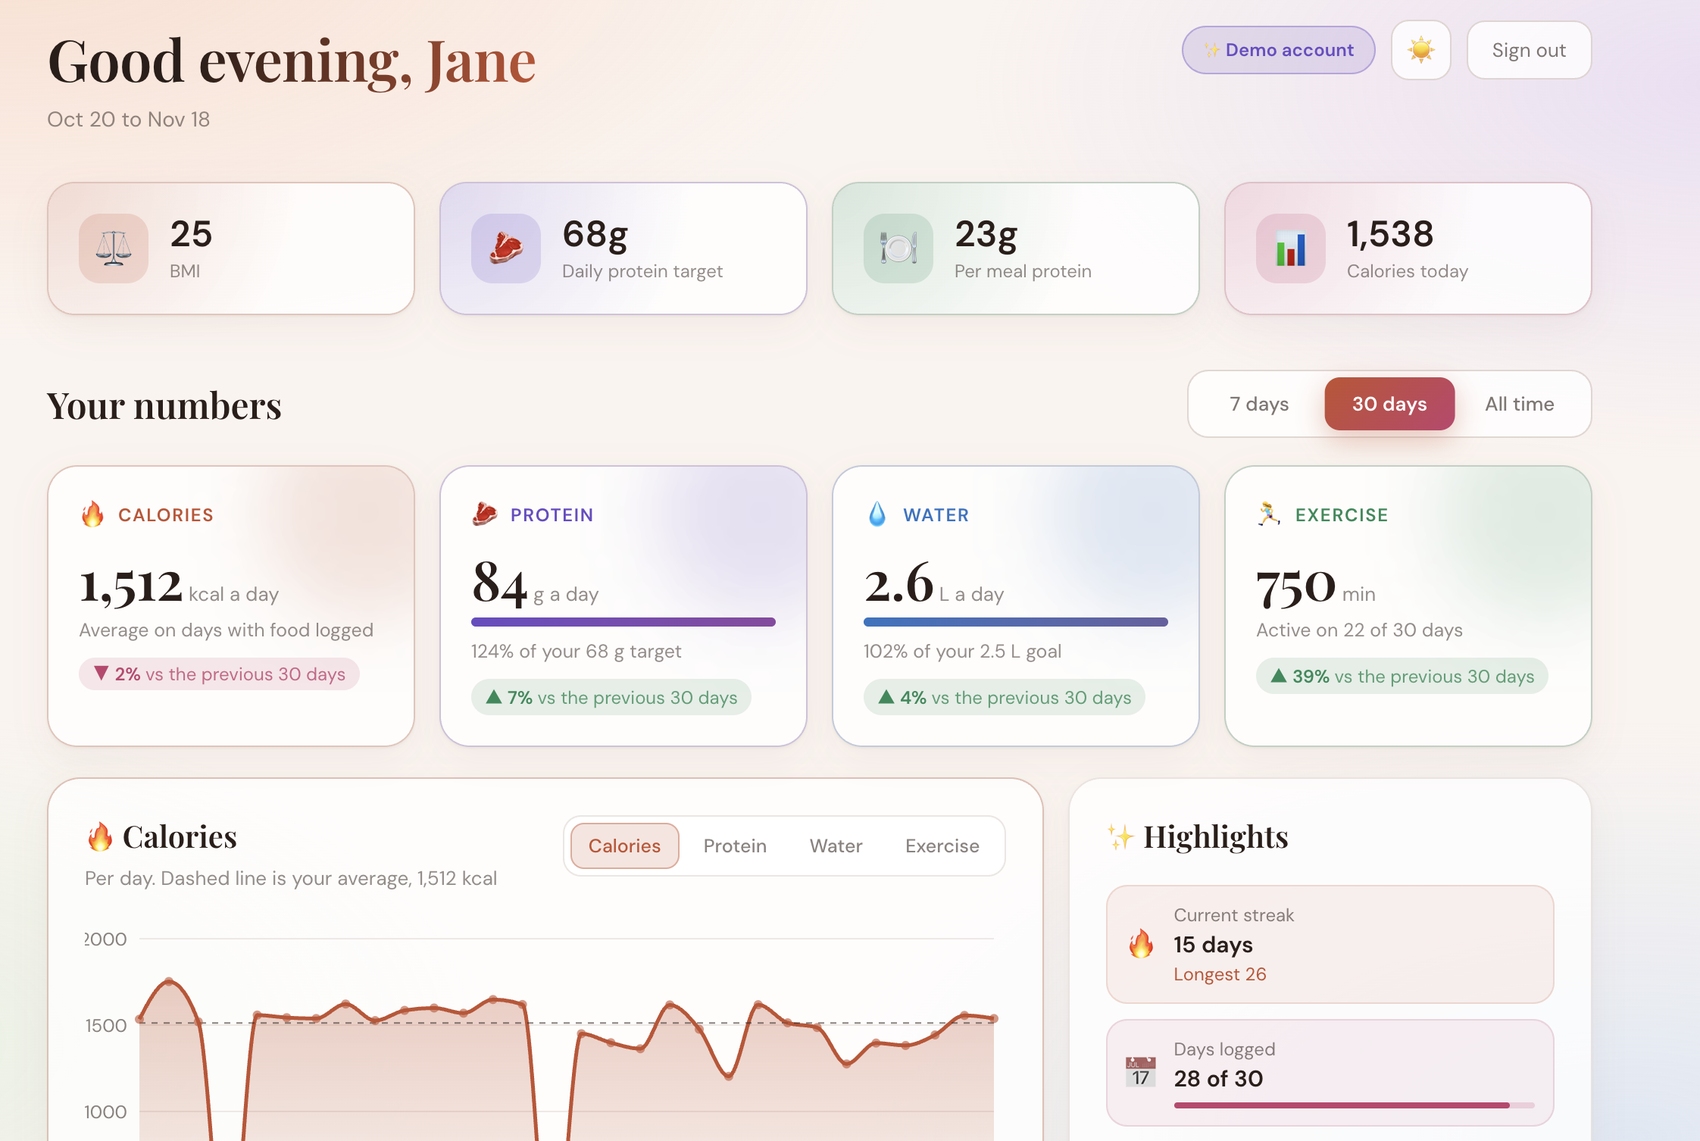 Good evening, Jane
✨ Demo account
Sign out
Oct 20 to Nov 18
25
BMI
68g
Daily protein target
23g
Per meal protein
1,538
Calories today
Your numbers
7 days
30 days
All time
CALORIES
1,512 kcal a day
Average on days with food logged
▼ 2% vs the previous 30 days
PROTEIN
84 g a day
124% of your 68 g target
▲ 7% vs the previous 30 days
WATER
2.6 L a day
102% of your 2.5 L goal
▲ 4% vs the previous 30 days
EXERCISE
750 min
Active on 22 of 30 days
▲ 39% vs the previous 30 days
Calories
Per day. Dashed line is your average, 1,512 kcal
Calories
Protein
Water
Exercise
2000
1500
1000
Highlights
Current streak
15 days
Longest 26
JUL
17
Days logged
28 of 30